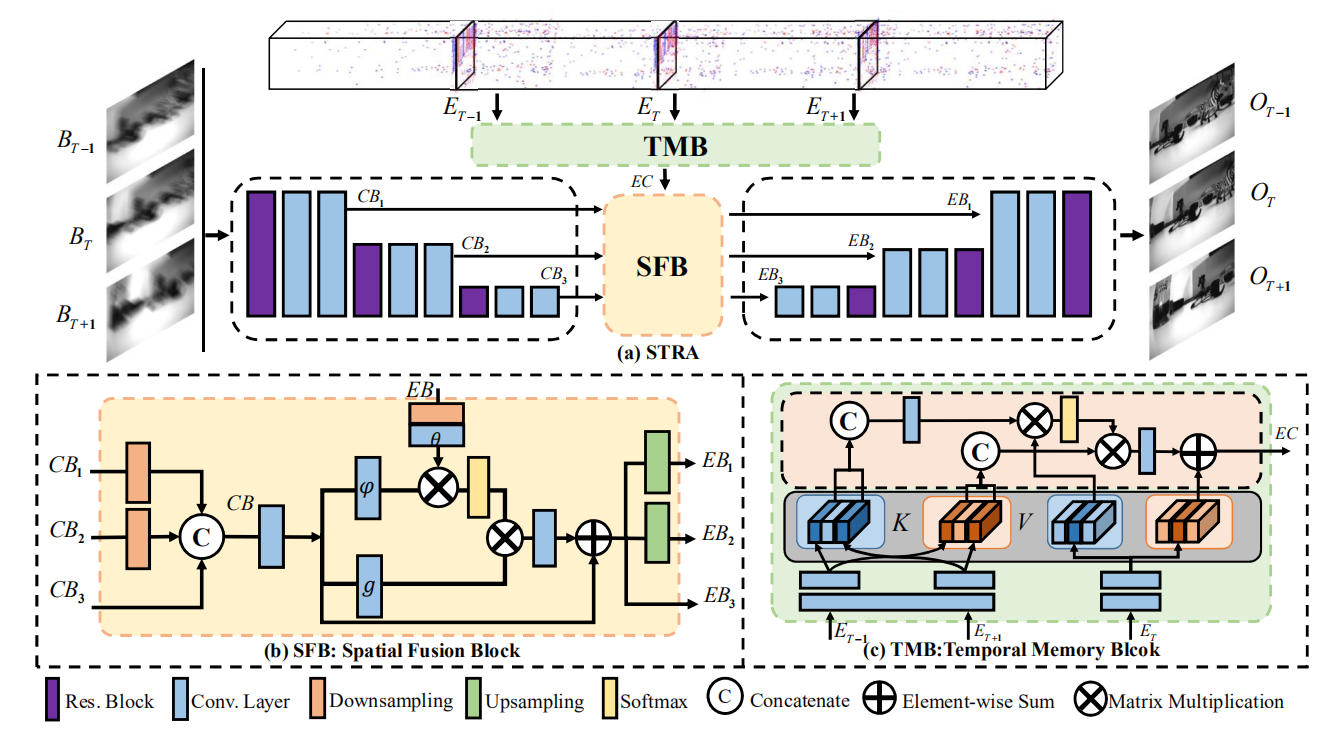 E_{T-1} E_T E_{T+1}
TMB
EC
B_{T-1}
B_T
B_{T+1}
CB_1
CB_2
CB_3
SFB
EB_1
EB_2
EB_3
O_{T-1}
O_T
O_{T+1}
(a) STRA
EB
θ
CB_1
CB_2
CB_3
C
CB
φ
g
EB_1
EB_2
EB_3
(b) SFB: Spatial Fusion Block
C
C
EC
K V
E_{T-1} E_{T+1} E_T
(c) TMB:Temporal Memory Blcok
Res. Block Conv. Layer Downsampling Upsampling Softmax C Concatenate Element-wise Sum Matrix Multiplication